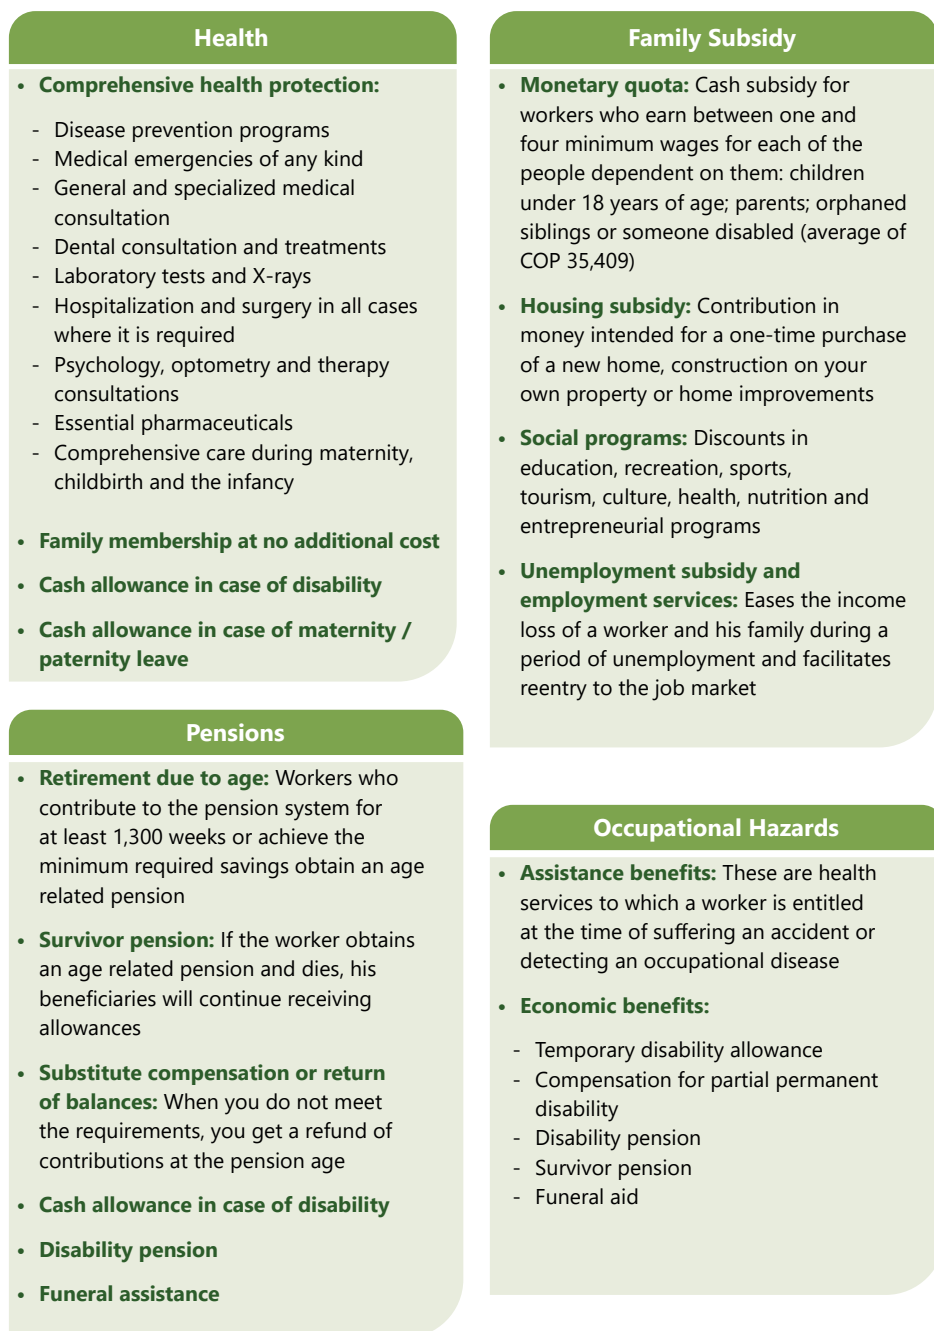 Health
• Comprehensive health protection:
- Disease prevention programs
- Medical emergencies of any kind
- General and specialized medical
consultation
- Dental consultation and treatments
- Laboratory tests and X-rays
- Hospitalization and surgery in all cases
where it is required
- Psychology, optometry and therapy
consultations
- Essential pharmaceuticals
- Comprehensive care during maternity,
childbirth and the infancy
• Family membership at no additional cost
• Cash allowance in case of disability
• Cash allowance in case of maternity /
paternity leave
Family Subsidy
• Monetary quota: Cash subsidy for
workers who earn between one and
four minimum wages for each of the
people dependent on them: children
under 18 years of age; parents; orphaned
siblings or someone disabled (average of
COP 35,409)
• Housing subsidy: Contribution in
money intended for a one-time purchase
of a new home, construction on your
own property or home improvements
• Social programs: Discounts in
education, recreation, sports,
tourism, culture, health, nutrition and
entrepreneurial programs
• Unemployment subsidy and
employment services: Eases the income
loss of a worker and his family during a
period of unemployment and facilitates
reentry to the job market
Pensions
• Retirement due to age: Workers who
contribute to the pension system for
at least 1,300 weeks or achieve the
minimum required savings obtain an age
related pension
• Survivor pension: If the worker obtains
an age related pension and dies, his
beneficiaries will continue receiving
allowances
• Substitute compensation or return
of balances: When you do not meet
the requirements, you get a refund of
contributions at the pension age
• Cash allowance in case of disability
• Disability pension
• Funeral assistance
Occupational Hazards
• Assistance benefits: These are health
services to which a worker is entitled
at the time of suffering an accident or
detecting an occupational disease
• Economic benefits:
- Temporary disability allowance
- Compensation for partial permanent
disability
- Disability pension
- Survivor pension
- Funeral aid